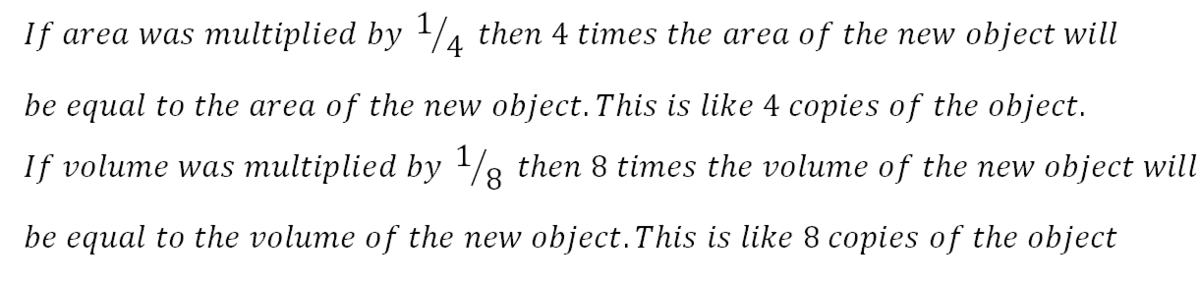 If area was multiplied by 1/4 then 4 times the area of the new object will
be equal to the area of the new object. This is like 4 copies of the object.
If volume was multiplied by 1/8 then 8 times the volume of the new object will
be equal to the volume of the new object. This is like 8 copies of the object